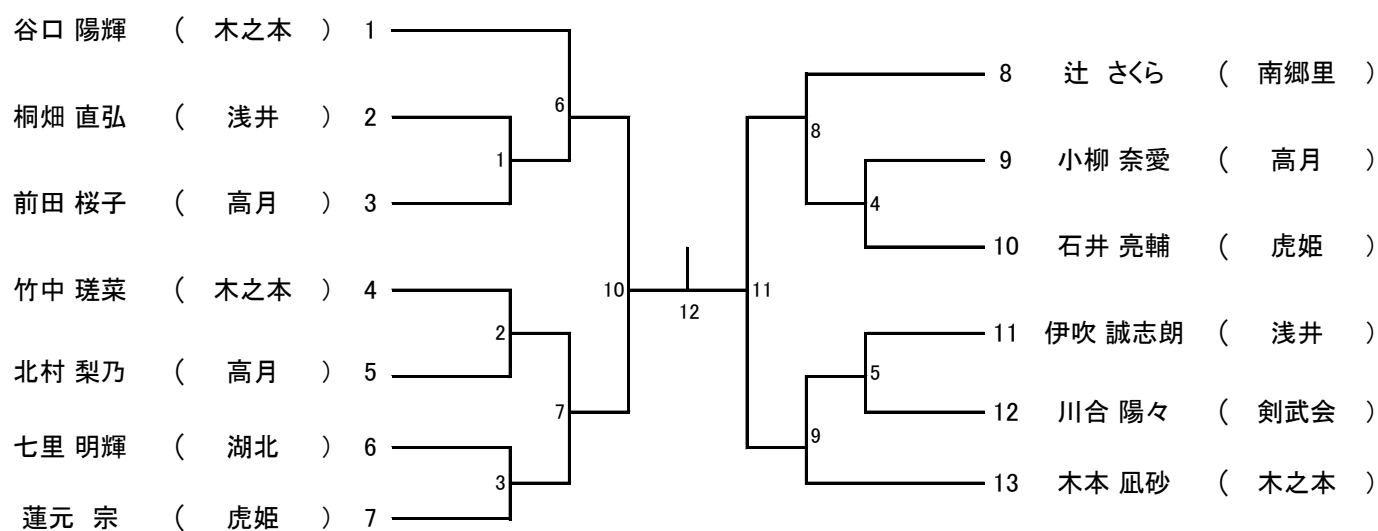 谷口 陽輝 ( 木之本 ) 1
桐畑 直弘 ( 浅井 ) 2
前田 桜子 ( 高月 ) 3
竹中 瑳菜 ( 木之本 ) 4
北村 梨乃 ( 高月 ) 5
七里 明輝 ( 湖北 ) 6
蓮元 宗 ( 虎姫 ) 7
6
1
2
7
3
10
12
11
8
4
5
9
8 辻 さくら ( 南郷里 )
9 小柳 奈愛 ( 高月 )
10 石井 亮輔 ( 虎姫 )
11 伊吹 誠志朗 ( 浅井 )
12 川合 陽々 ( 剣武会 )
13 木本 凪砂 ( 木之本 )